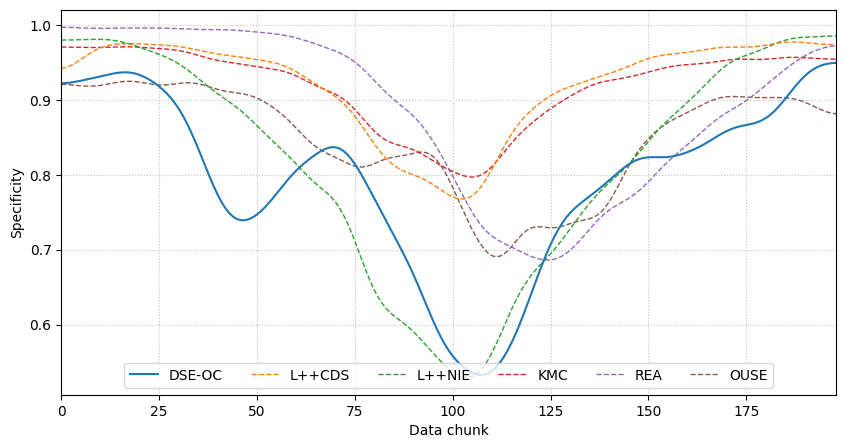 1.0
0.9
0.8
0.7
0.6
Specificity
DSE-OC L++CDS L++NIE KMC REA OUSE
0 25 50 75 100 125 150 175
Data chunk